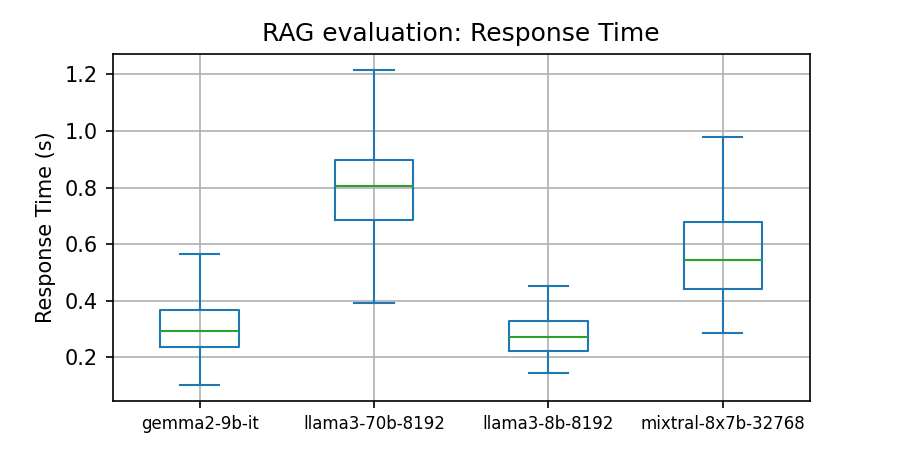 RAG evaluation: Response Time
Response Time (s)
1.2
1.0
0.8
0.6
0.4
0.2
gemma2-9b-it llama3-70b-8192 llama3-8b-8192 mixtral-8x7b-32768